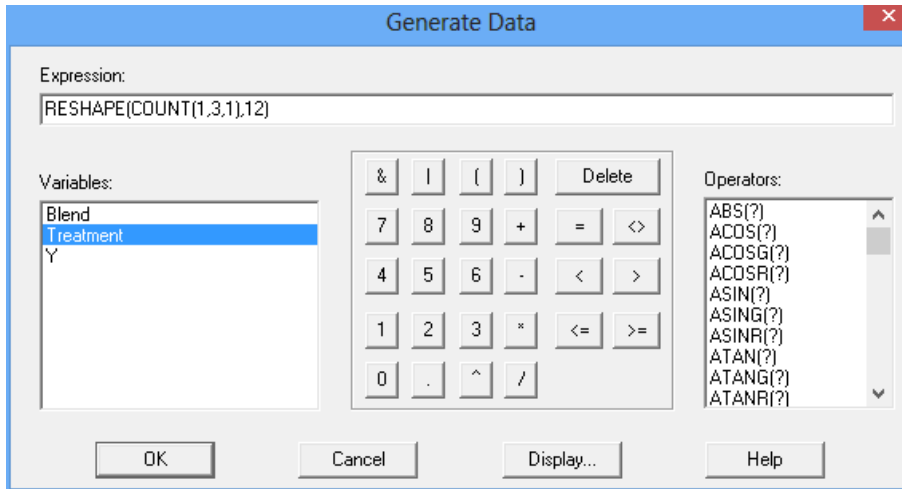 Generate Data
×
Expression:
RESHAPE(COUNT(1,3,1),12)
Variables:
Blend
Treatment
Y
& | ( ) Delete
7 8 9 + = <>
4 5 6 - < >
1 2 3 * <= >=
0 . ^ /
Operators:
ABS(?)
ACOS(?)
ACOSG(?)
ACOSR(?)
ASIN(?)
ASING(?)
ASINR(?)
ATAN(?)
ATANG(?)
ATANR(?)
OK Cancel Display... Help